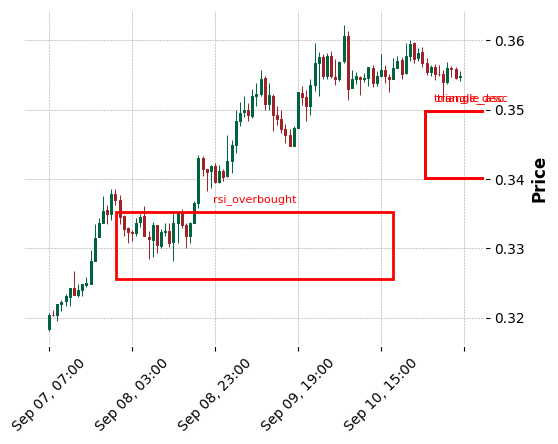 0.36
0.35
0.34
0.33
0.32
Price
rsi_overbought
triangle_desc
Sep 07, 07:00
Sep 08, 03:00
Sep 08, 23:00
Sep 09, 19:00
Sep 10, 15:00